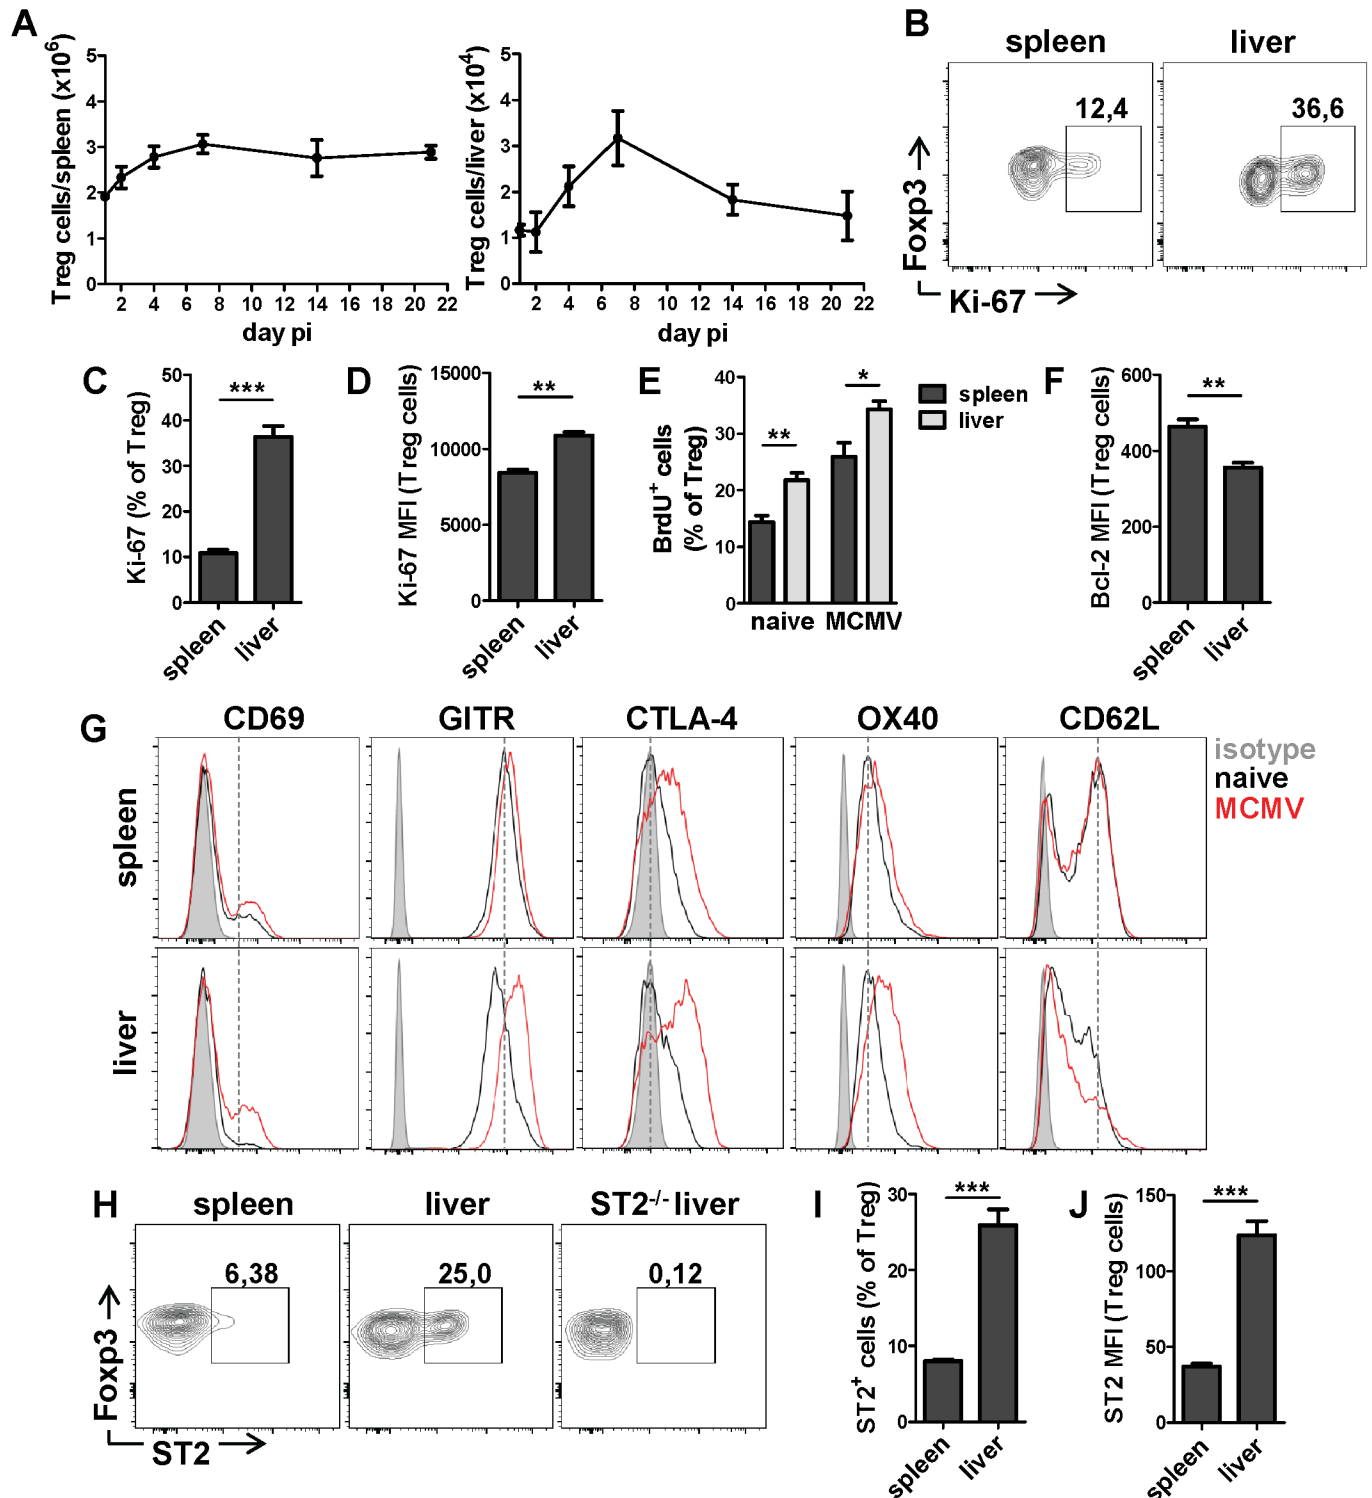 A
Treg cells/spleen (x10⁶)
5
4
3
2
1
0
2 4 6 8 10 12 14 16 18 20 22
day pi
Treg cells/liver (x10⁴)
5
4
3
2
1
0
2 4 6 8 10 12 14 16 18 20 22
day pi
B
spleen liver
12,4 36,6
Foxp3
Ki-67
C
Ki-67 (% of Treg)
50
40
30
20
10
0
***
spleen liver
D
Ki-67 MFI (Treg cells)
15000
10000
5000
0
**
spleen liver
E
BrdU⁺ cells
(% of Treg)
40
30
20
10
0
** *
naive MCMV
spleen
liver
F
Bcl-2 MFI (Treg cells)
600
400
200
0
**
spleen liver
G
CD69 GITR CTLA-4 OX40 CD62L
spleen
liver
isotype
naive
MCMV
H
spleen liver ST2⁻/⁻ liver
6,38 25,0 0,12
Foxp3
ST2
I
ST2⁺ cells (% of Treg)
30
20
10
0
***
spleen liver
J
ST2 MFI (Treg cells)
150
100
50
0
***
spleen liver